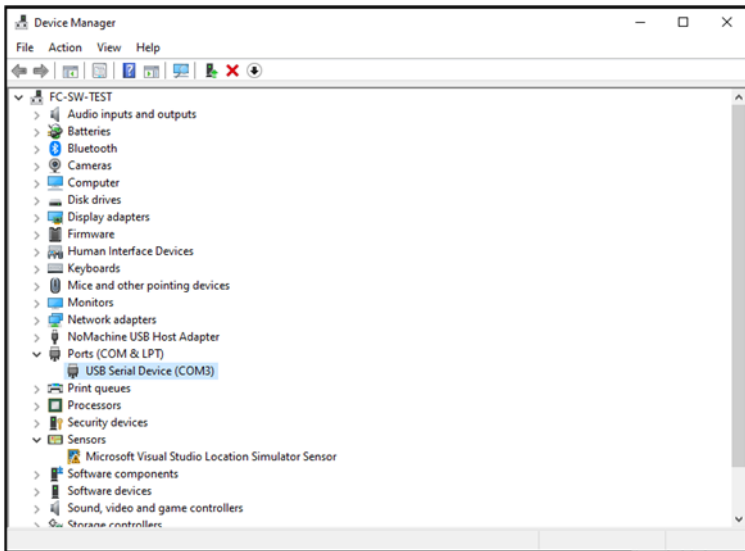 Device Manager
File Action View Help
FC-SW-TEST
Audio inputs and outputs
Batteries
Bluetooth
Cameras
Computer
Disk drives
Display adapters
Firmware
Human Interface Devices
Keyboards
Mice and other pointing devices
Monitors
Network adapters
NoMachine USB Host Adapter
Ports (COM & LPT)
USB Serial Device (COM3)
Print queues
Processors
Security devices
Sensors
Microsoft Visual Studio Location Simulator Sensor
Software components
Software devices
Sound, video and game controllers
Storage controllers